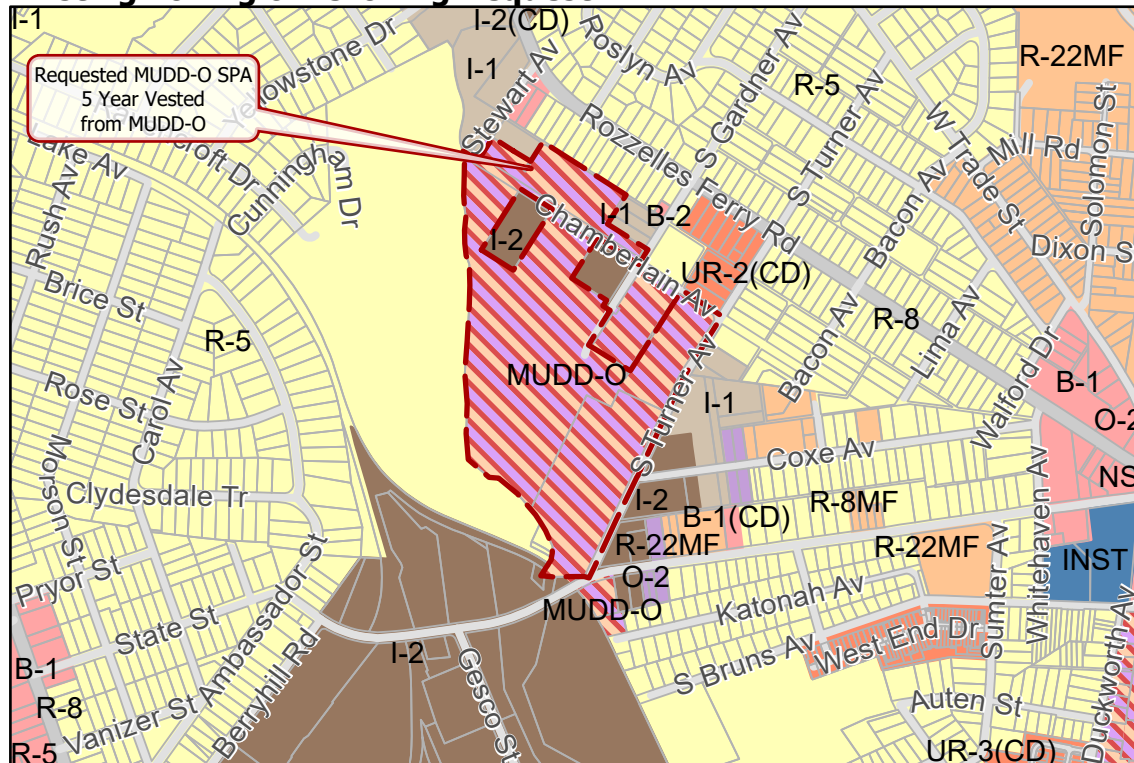 I-1
I-2(CD)
I-1
R-5
R-22MF
Requested MUDD-O SPA
5 Year Vested
from MUDD-O
Yellowstone Dr
Stewart Av
Roslyn Av
S Gardner Av
S Turner Av
W Trade St
Mill Rd
Solomon St
Lake Av
Rush Av
Cunningham Dr
Rozzelles Ferry Rd
Bacon Av
Dixon S
Chamberlain Av
I-1
B-2
I-2
UR-2(CD)
Brice St
R-5
Carol Av
Rose St
R-8
Lima Av
Bacon Av
Walford Dr
B-1
O-2
MUDD-O
I-1
S Turner Av
Coxe Av
Morson St
Clydesdale Tr
I-2
B-1(CD)
R-8MF
NS
Whitehaven Av
R-22MF
R-22MF
INST
O-2
Pryor St
State St
Ambassador St
MUDD-O
Katonah Av
Sumter Av
I-2
Gesco St
S Bruns Av
West End Dr
Duckworth Av
B-1
R-8
Vanizer St
Berryhill Rd
Auten St
R-5
UR-3(CD)